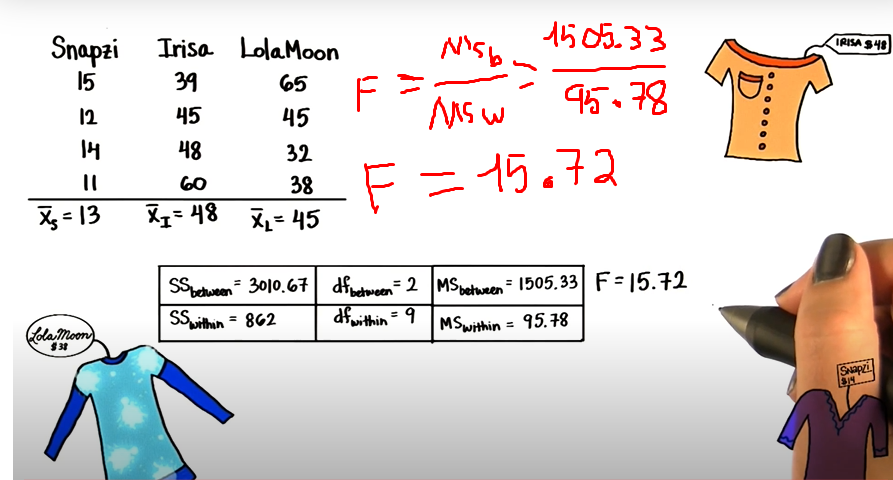 Snapzi Irisa LolaMoon
15 39 65
12 45 45
14 48 32
11 60 38
x̄S = 13 x̄I = 48 x̄L = 45
F = MSb / MSw = 1505.33 / 95.78
F = 15.72
IRISA $48
SSbetween = 3010.67 dfbetween = 2 MSbetween = 1505.33 F = 15.72
SSwithin = 862 dfwithin = 9 MSwithin = 95.78
LolaMoon
$38
Snapzi
$14